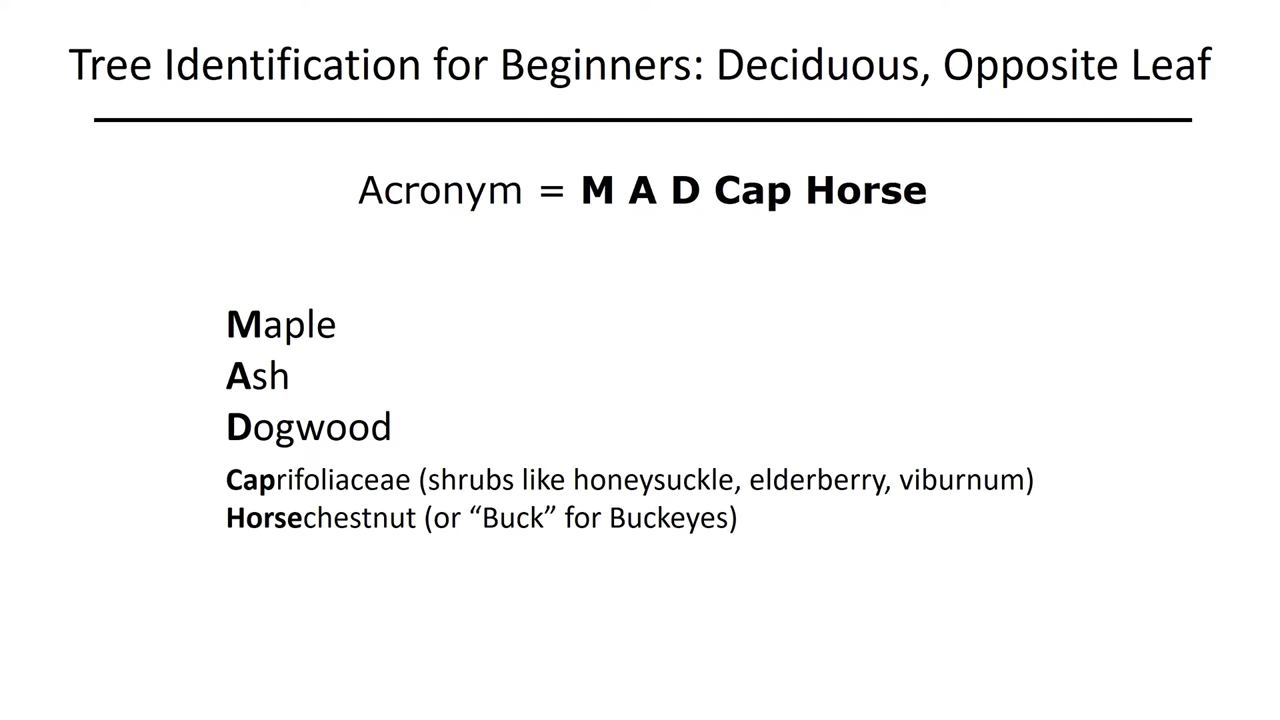 Tree Identification for Beginners: Deciduous, Opposite Leaf
Acronym = M A D Cap Horse
Maple
Ash
Dogwood
Caprifoliaceae (shrubs like honeysuckle, elderberry, viburnum)
Horsechestnut (or “Buck” for Buckeyes)